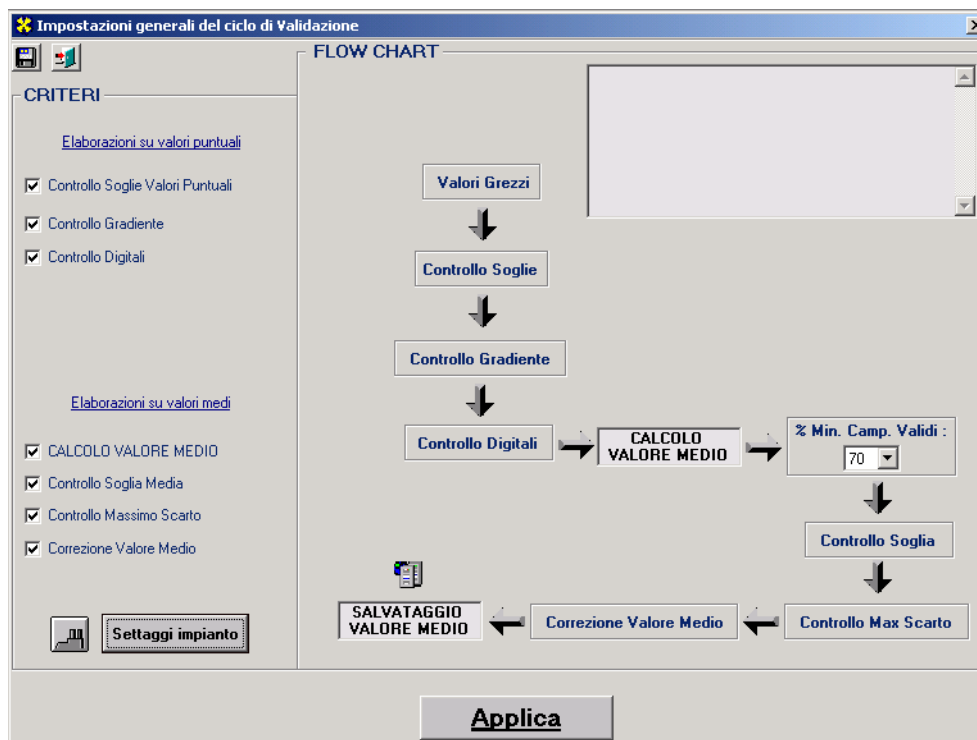 Impostazioni generali del ciclo di Validazione
CRITERI
Elaborazioni su valori puntuali
Controllo Soglie Valori Puntuali
Controllo Gradiente
Controllo Digitali
Elaborazioni su valori medi
CALCOLO VALORE MEDIO
Controllo Soglia Media
Controllo Massimo Scarto
Correzione Valore Medio
Settaggi impianto
FLOW CHART
Valori Grezzi
Controllo Soglie
Controllo Gradiente
Controllo Digitali
CALCOLO
VALORE MEDIO
% Min. Camp. Validi :
70
Controllo Soglia
Controllo Max Scarto
Correzione Valore Medio
SALVATAGGIO
VALORE MEDIO
Applica